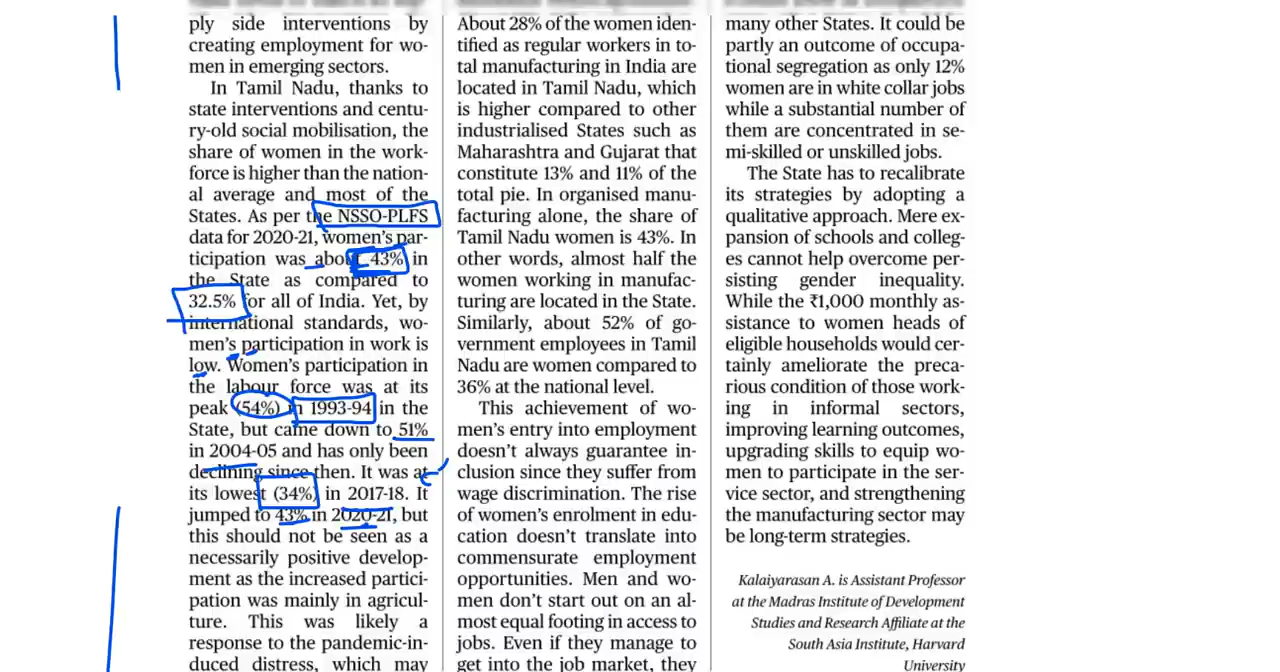 ply side interventions by
creating employment for wo-
men in emerging sectors.
In Tamil Nadu, thanks to
state interventions and centu-
ry-old social mobilisation, the
share of women in the work-
force is higher than the nation-
al average and most of the
States. As per the NSSO-PLFS
data for 2020-21, women's par-
ticipation was about 43% in
the State as compared to
32.5% for all of India. Yet, by
international standards, wo-
men's participation in work is
low. Women's participation in
the labour force was at its
peak (54%) in 1993-94 in the
State, but came down to 51%
in 2004-05 and has only been
declining since then. It was at
its lowest (34%) in 2017-18. It
jumped to 43% in 2020-21, but
this should not be seen as a
necessarily positive develop-
ment as the increased partici-
pation was mainly in agricul-
ture. This was likely a
response to the pandemic-in-
duced distress, which may
About 28% of the women iden-
tified as regular workers in to-
tal manufacturing in India are
located in Tamil Nadu, which
is higher compared to other
industrialised States such as
Maharashtra and Gujarat that
constitute 13% and 11% of the
total pie. In organised manu-
facturing alone, the share of
Tamil Nadu women is 43%. In
other words, almost half the
women working in manufac-
turing are located in the State.
Similarly, about 52% of go-
vernment employees in Tamil
Nadu are women compared to
36% at the national level.
This achievement of wo-
men's entry into employment
doesn't always guarantee in-
clusion since they suffer from
wage discrimination. The rise
of women's enrolment in edu-
cation doesn't translate into
commensurate employment
opportunities. Men and wo-
men don't start out on an al-
most equal footing in access to
jobs. Even if they manage to
get into the job market, they
many other States. It could be
partly an outcome of occupa-
tional segregation as only 12%
women are in white collar jobs
while a substantial number of
them are concentrated in se-
mi-skilled or unskilled jobs.
The State has to recalibrate
its strategies by adopting a
qualitative approach. Mere ex-
pansion of schools and colleg-
es cannot help overcome per-
sisting gender inequality.
While the ₹1,000 monthly as-
sistance to women heads of
eligible households would cer-
tainly ameliorate the preca-
rious condition of those work-
ing in informal sectors,
improving learning outcomes,
upgrading skills to equip wo-
men to participate in the ser-
vice sector, and strengthening
the manufacturing sector may
be long-term strategies.
Kalaiyarasan A. is Assistant Professor
at the Madras Institute of Development
Studies and Research Affiliate at the
South Asia Institute, Harvard
University